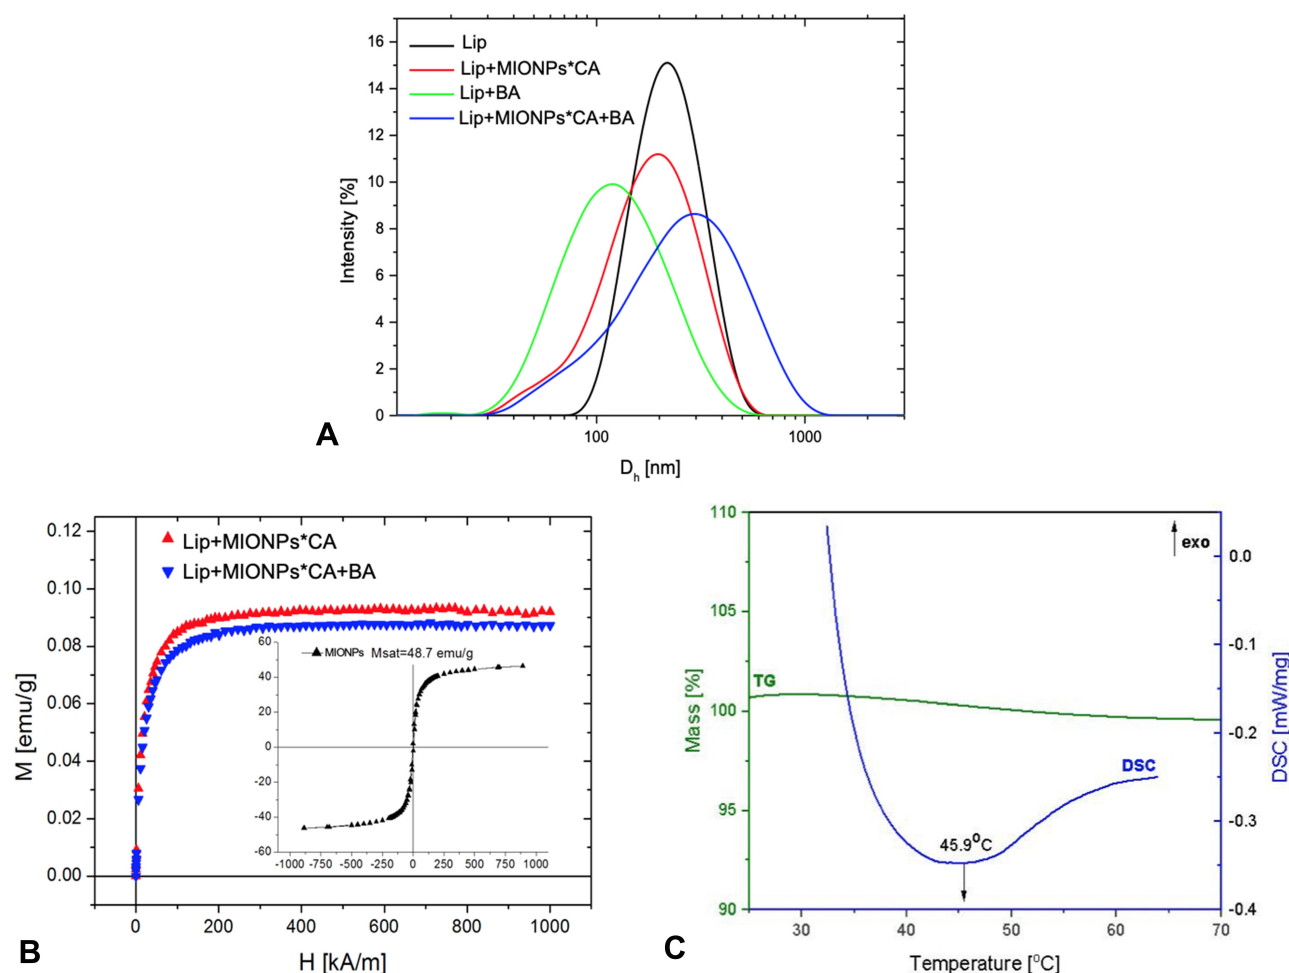 16
14
12
10
8
6
4
2
0
Intensity [%]
Lip
Lip+MIONPs*CA
Lip+BA
Lip+MIONPs*CA+BA
100
1000
D_h [nm]
A
0.12
0.10
0.08
0.06
0.04
0.02
0.00
M [emu/g]
Lip+MIONPs*CA
Lip+MIONPs*CA+BA
60
40
20
0
-20
-40
-60
MIONPs Msat=48.7 emu/g
-1000 -750 -500 -250 0 250 500 750 1000
0 200 400 600 800 1000
H [kA/m]
B
110
105
100
95
90
Mass [%]
TG
exo
DSC
45.9°C
0.0
-0.1
-0.2
-0.3
-0.4
DSC [mW/mg]
30 40 50 60 70
Temperature [°C]
C